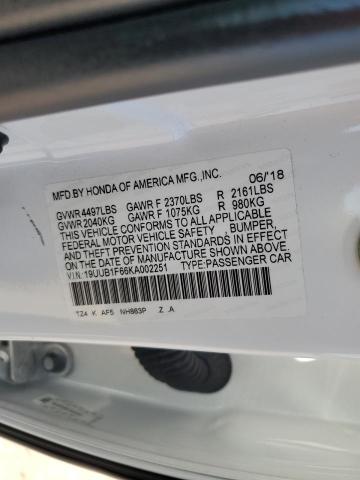 MFD.BY HONDA OF AMERICA MFG.,INC. 06/'18
GVWR 4497LBS GAWR F 2370LBS R 2161LBS
GVWR 2040KG GAWR F 1075KG R 980KG
THIS VEHICLE CONFORMS TO ALL APPLICABLE
FEDERAL MOTOR VEHICLE SAFETY, BUMPER,
AND THEFT PREVENTION STANDARDS IN EFFECT
ON THE DATE OF MANUFACTURE SHOWN ABOVE.
V.I.N.:19UUB1F66KA002251 TYPE:PASSENGER CAR
TZ4 K AF5 NH883P Z .A